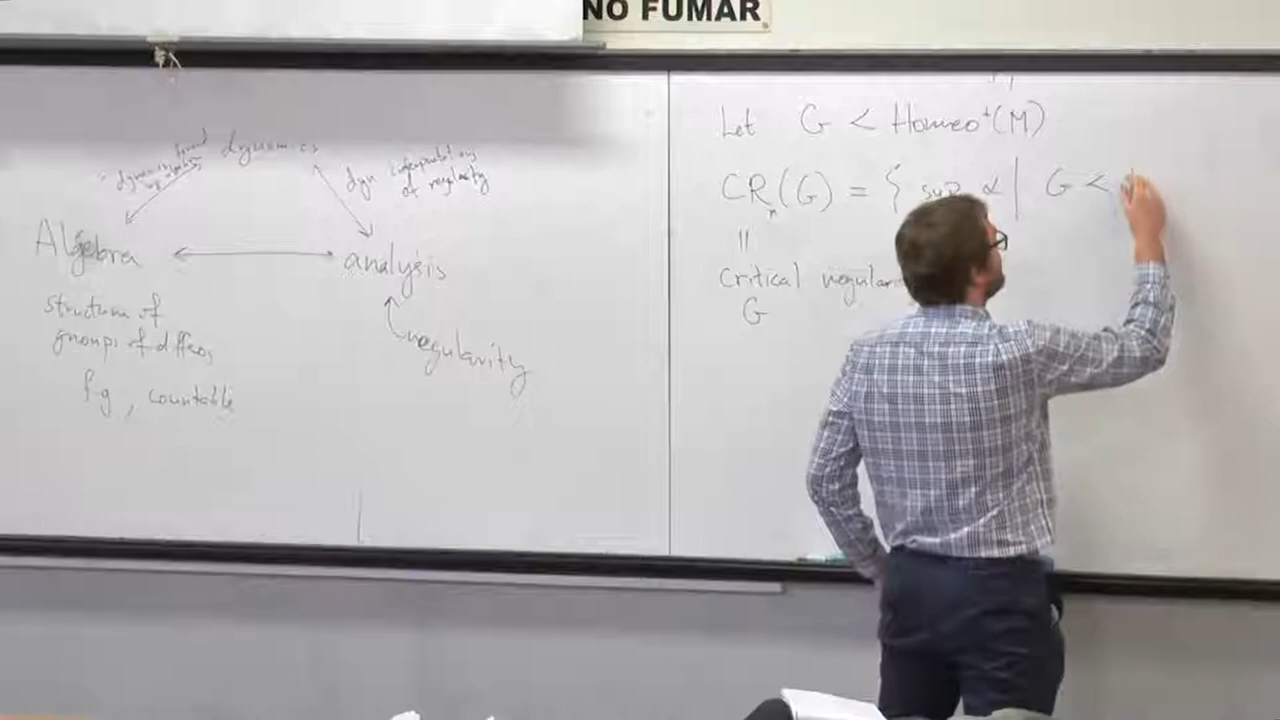 NO FUMAR
dynamics
dyn
of regularity
Algebra
analysis
structure of
groups of diffeos
fg, countable
regularity
Let G < Homeo⁺(M)
CR (G) = { sup α | G <
||
Critical regular
G